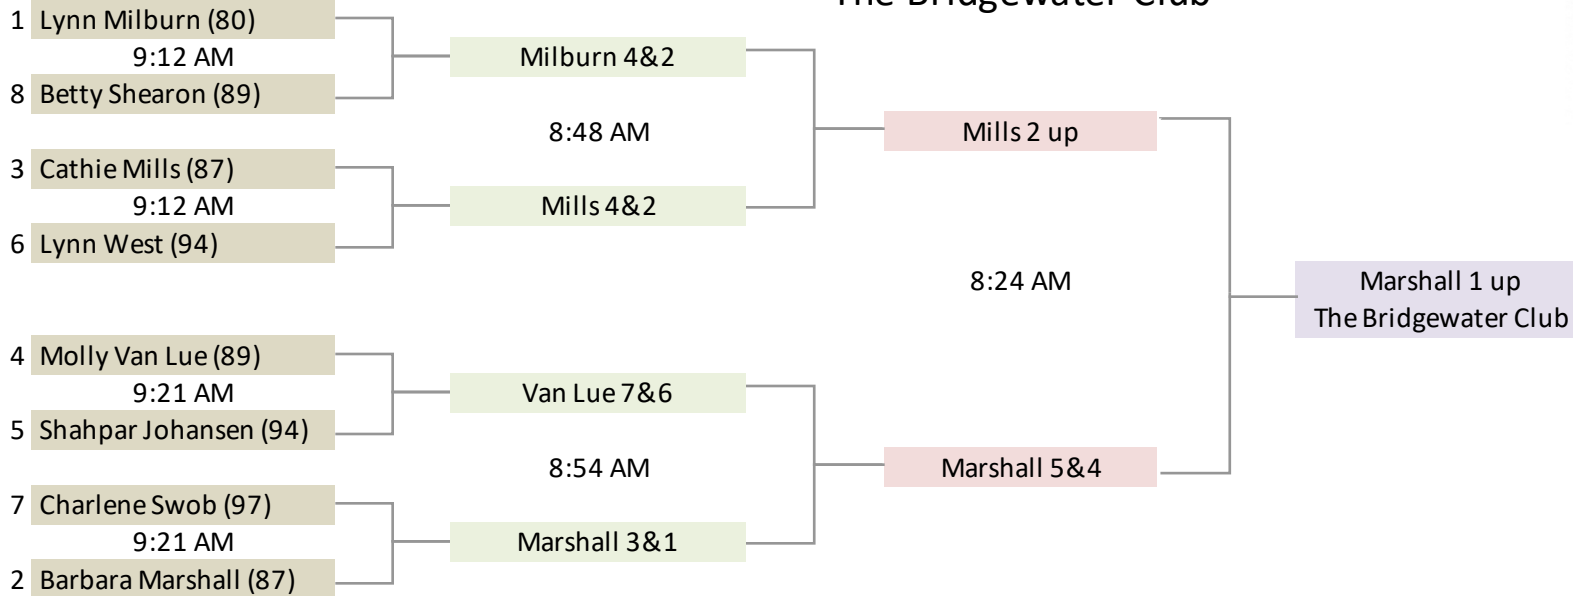 The Bridgewater Club
1 Lynn Milburn (80)
9:12 AM
8 Betty Shearon (89)
3 Cathie Mills (87)
9:12 AM
6 Lynn West (94)
4 Molly Van Lue (89)
9:21 AM
5 Shahpar Johansen (94)
7 Charlene Swob (97)
9:21 AM
2 Barbara Marshall (87)
Milburn 4&2
8:48 AM
Mills 4&2
Van Lue 7&6
8:54 AM
Marshall 3&1
Mills 2 up
8:24 AM
Marshall 5&4
Marshall 1 up
The Bridgewater Club